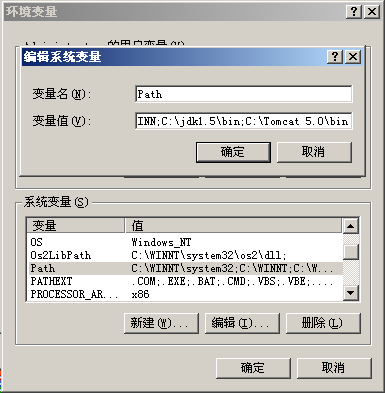 环境变量
的用户变量(U)
编辑系统变量
变量名(N):
Path
变量值(V):
INN;C:\jdk1.5\bin;C:\Tomcat 5.0\bin
确定
取消
系统变量(S)
变量
值
OS
Windows_NT
Os2LibPath
C:\WINNT\system32\os2\dll;
Path
C:\WINNT\system32;C:\WINNT;C:\W...
PATHEXT
.COM;.EXE;.BAT;.CMD;.VBS;.VBE;....
PROCESSOR_AR...
x86
新建(W)...
编辑(I)...
删除(L)
确定
取消